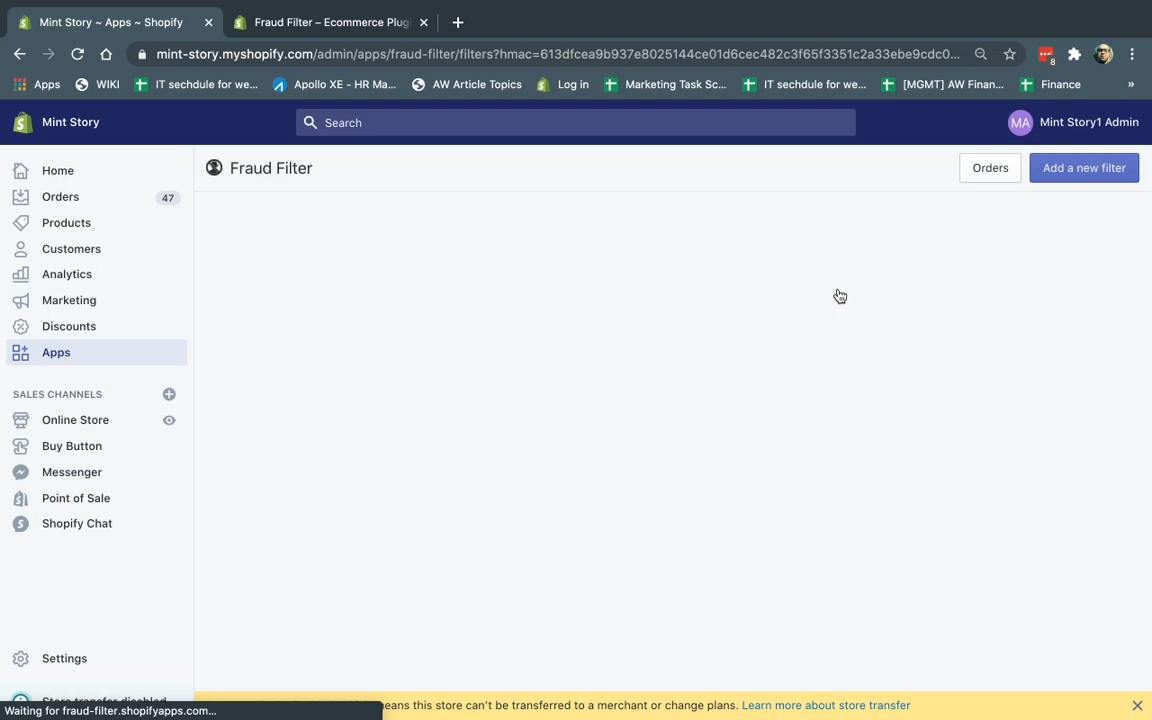 Mint Story ~ Apps ~ Shopify
Fraud Filter – Ecommerce Plugi
mint-story.myshopify.com/admin/apps/fraud-filter/filters?hmac=613dfcea9b937e8025144ce01d6cec482c3f65f3351c2a33ebe9cdc0...
8
Apps WIKI IT sechdule for we... Apollo XE - HR Ma... AW Article Topics Log in Marketing Task Sc... IT sechdule for we... [MGMT] AW Finan... Finance »
Mint Story Search MA Mint Story1 Admin
Fraud Filter Orders Add a new filter
Home
Orders 47
Products
Customers
Analytics
Marketing
Discounts
Apps
SALES CHANNELS
Online Store
Buy Button
Messenger
Point of Sale
Shopify Chat
Settings
Store transfer disabled
eans this store can't be transferred to a merchant or change plans. Learn more about store transfer
Waiting for fraud-filter.shopifyapps.com...